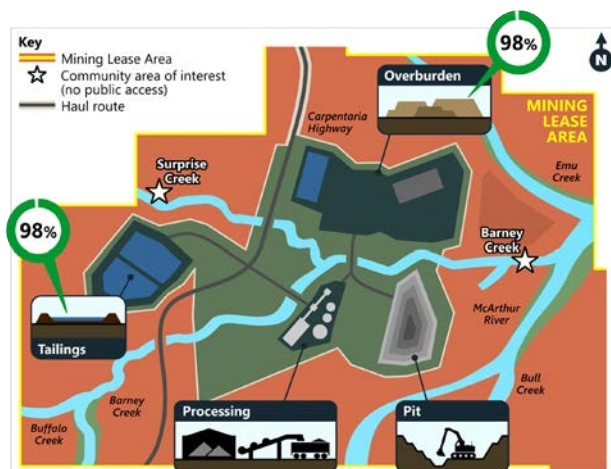 Key
Mining Lease Area
Community area of interest
(no public access)
Haul route
98%
N
Overburden
Carpentaria
Highway
MINING
LEASE
AREA
Emu
Creek
Surprise
Creek
98%
Barney
Creek
McArthur
River
Tailings
Bull
Creek
Barney
Creek
Buffalo
Creek
Processing
Pit